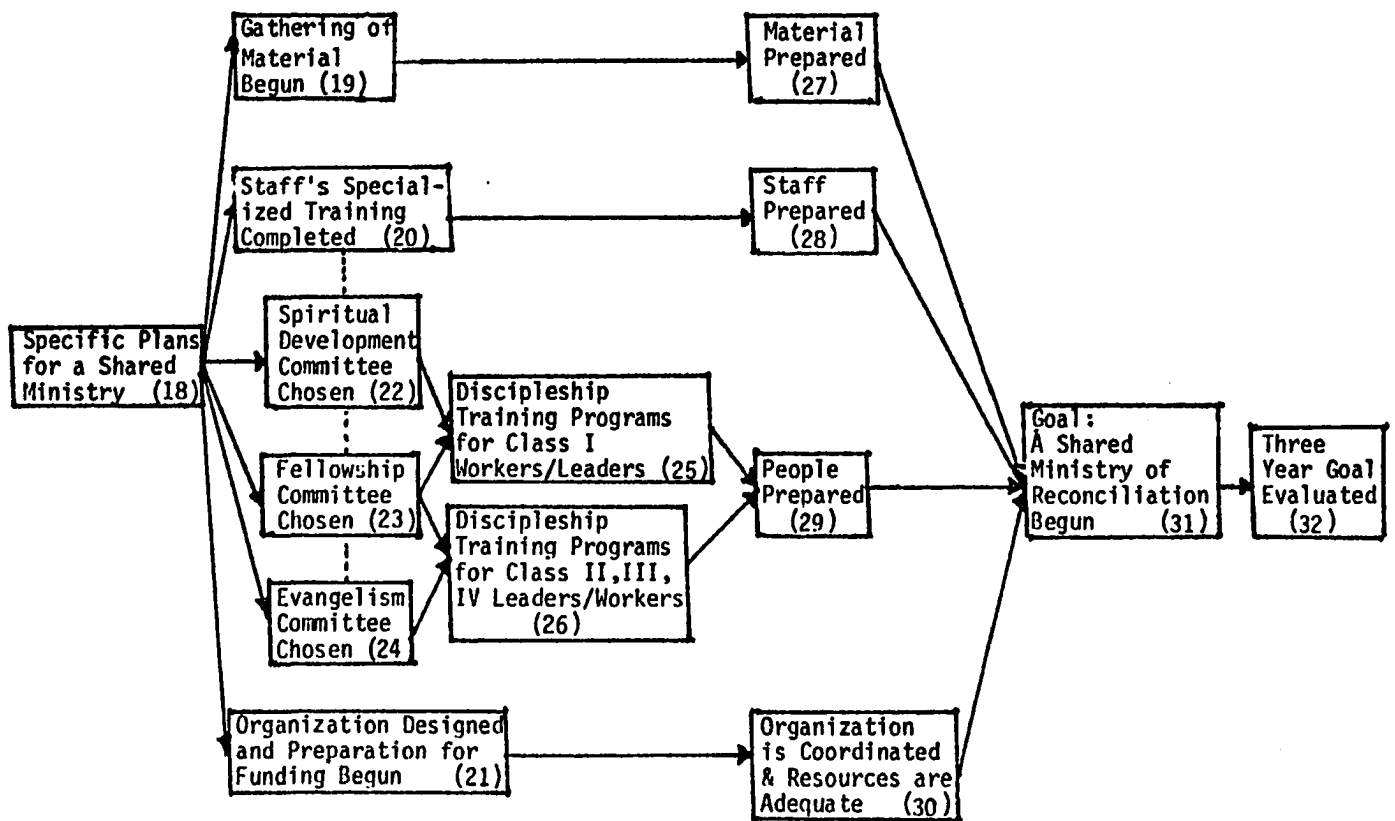 Gathering of
Material
Begun (19)
Material
Prepared
(27)
Staff's Special-
ized Training
Completed (20)
Staff
Prepared
(28)
Specific Plans
for a Shared
Ministry (18)
Spiritual
Development
Committee
Chosen (22)
Fellowship
Committee
Chosen (23)
Evangelism
Committee
Chosen (24
Discipleship
Training Programs
for Class I
Workers/Leaders (25)
Discipleship
Training Programs
for Class II,III,
IV Leaders/Workers
(26)
People
Prepared
(29)
Goal:
A Shared
Ministry of
Reconciliation
Begun (31)
Three
Year Goal
Evaluated
(32)
Organization Designed
and Preparation for
Funding Begun (21)
Organization
is Coordinated
& Resources are
Adequate (30)